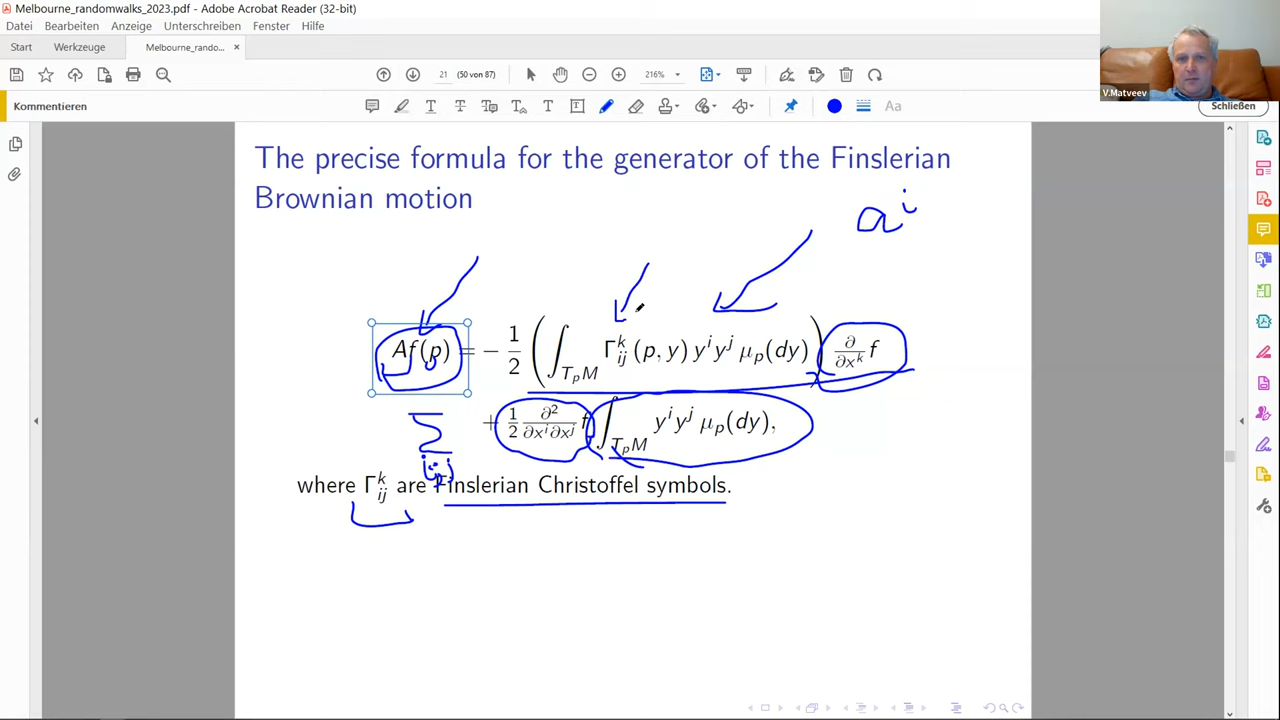 Melbourne_randomwalks_2023.pdf - Adobe Acrobat Reader (32-bit)
Datei Bearbeiten Anzeige Unterschreiben Fenster Hilfe
Start Werkzeuge Melbourne_rando... ×
21 (50 von 87) 216%
V.Matveev
Kommentieren
Aa
Schließen
The precise formula for the generator of the Finslerian
Brownian motion
a^i
Af(p) = − 1/2 ( ∫_{T_pM} Γ^k_{ij} (p, y) y^i y^j μ_p(dy) ) ∂/∂x^k f
+ 1/2 ∂²/∂x^i∂x^j f ∫_{T_pM} y^i y^j μ_p(dy),
Σ
i,j
where Γ^k_{ij} are Finslerian Christoffel symbols.